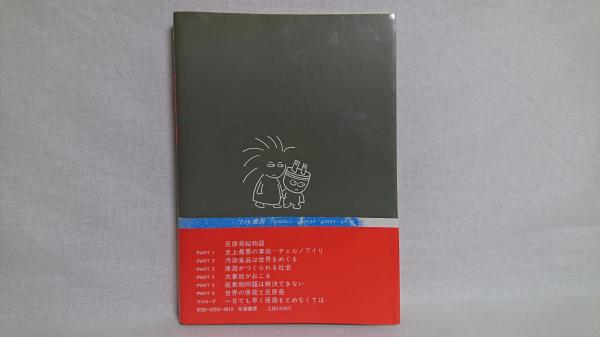 反原発絵物語
PART 1 史上最悪の事故―チェルノブイリ
PART 2 汚染食品は世界をめぐる
PART 3 原発がつくられる社会
PART 4 大事故がおこる
PART 5 廃棄物問題は解決できない
PART 6 世界の原発と反原発
エピローグ 一日でも早く原発をとめなくては